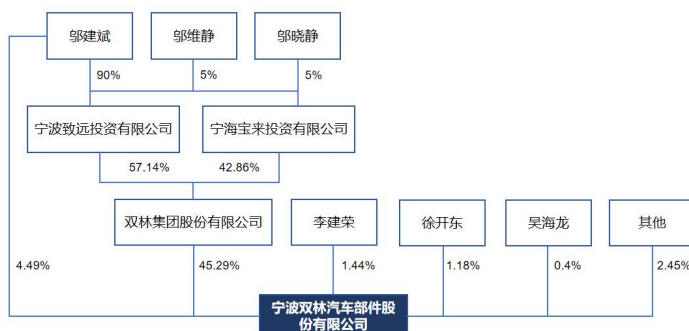 邬建斌
邬维静
邬晓静
90%
5%
5%
宁波致远投资有限公司
宁海宝来投资有限公司
57.14%
42.86%
双林集团股份有限公司
李建荣
徐开东
吴海龙
其他
4.49%
45.29%
1.44%
1.18%
0.4%
2.45%
宁波双林汽车部件股
份有限公司